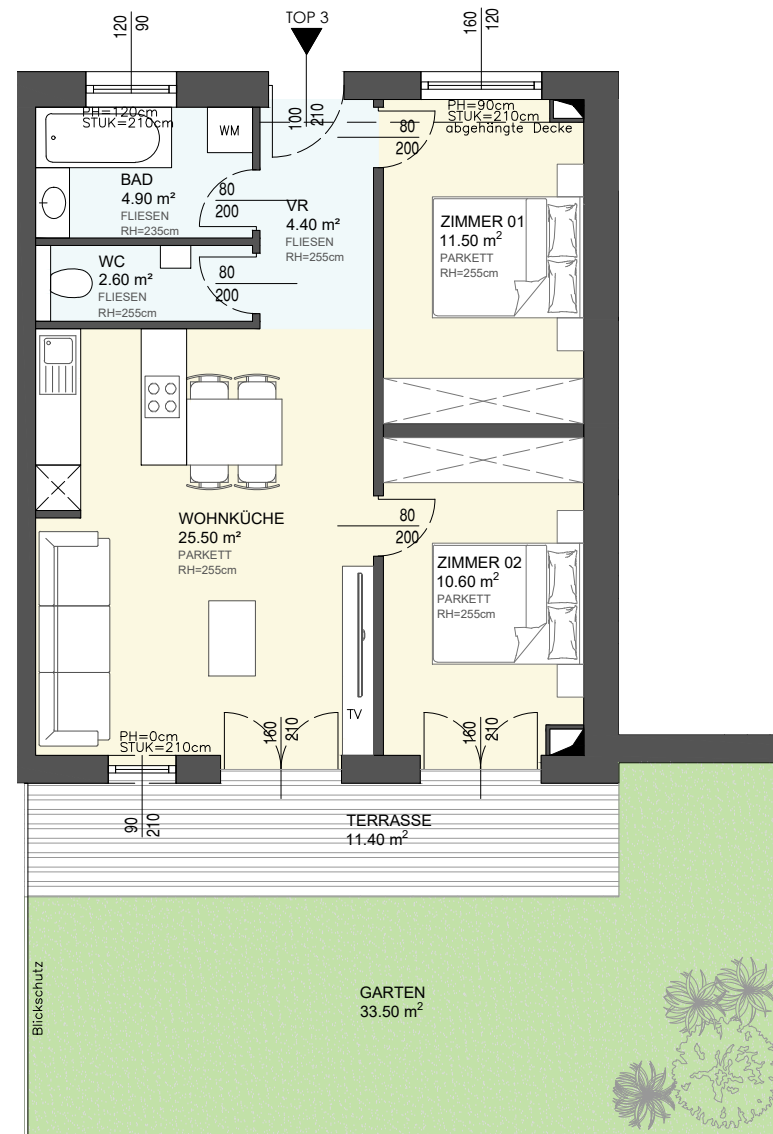 TOP 3
120
90
160
120
PH=120cm
STUK=210cm
WM
100
210
80
200
PH=90cm
STUK=210cm
abgehängte Decke
BAD
4.90 m²
FLIESEN
RH=235cm
80
200
VR
4.40 m²
FLIESEN
RH=255cm
ZIMMER 01
11.50 m²
PARKETT
RH=255cm
WC
2.60 m²
FLIESEN
RH=255cm
80
200
WOHNKÜCHE
25.50 m²
PARKETT
RH=255cm
80
200
ZIMMER 02
10.60 m²
PARKETT
RH=255cm
TV
PH=0cm
STUK=210cm
160
210
160
210
90
210
TERRASSE
11.40 m²
Blickschutz
GARTEN
33.50 m²